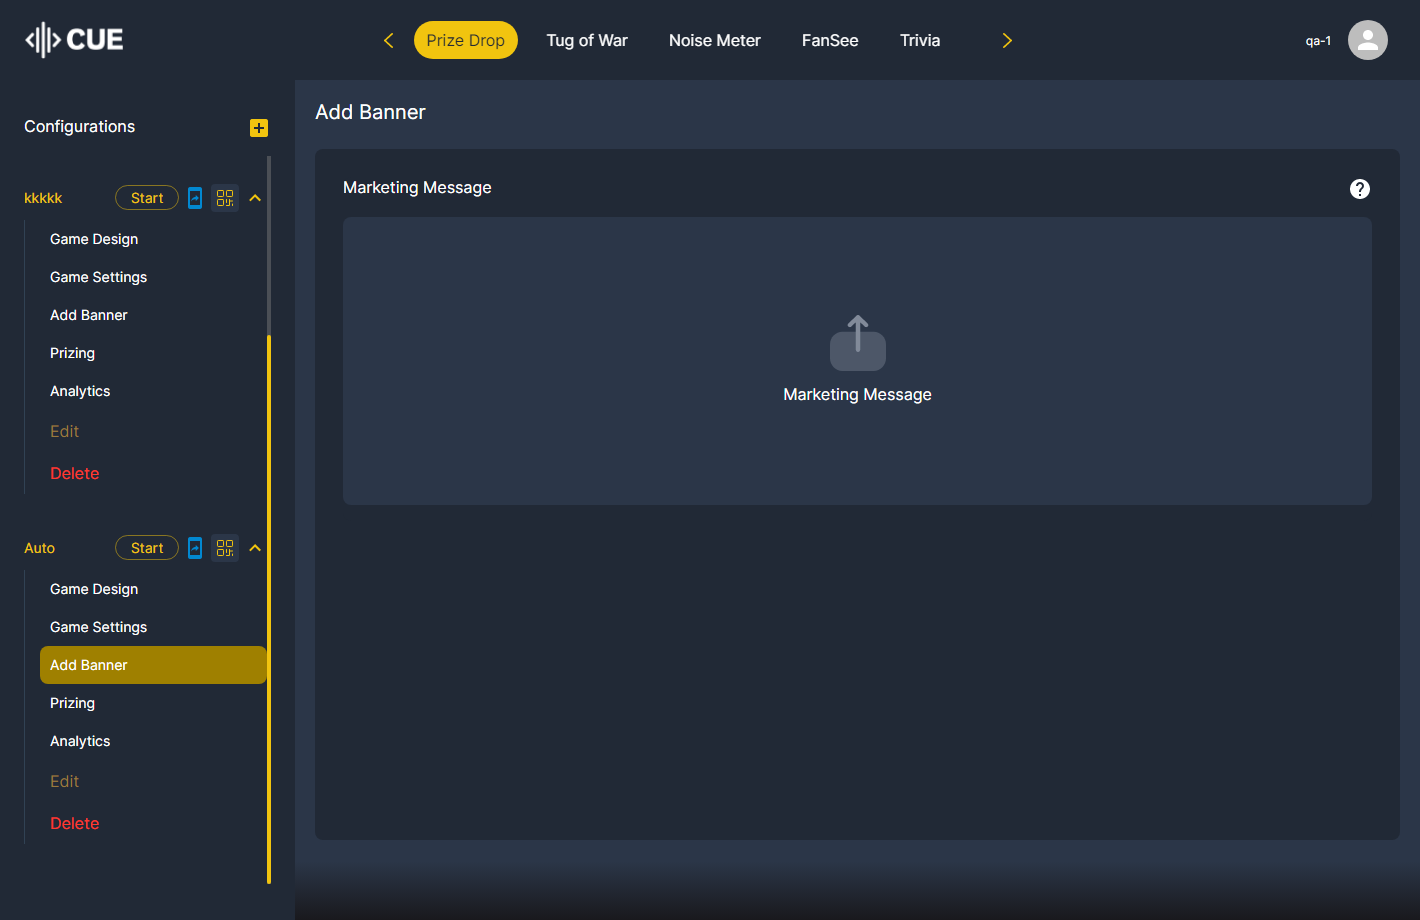 CUE
Prize Drop
Tug of War
Noise Meter
FanSee
Trivia
qa-1
Configurations
kkkkk
Start
Game Design
Game Settings
Add Banner
Prizing
Analytics
Edit
Delete
Auto
Start
Game Design
Game Settings
Add Banner
Prizing
Analytics
Edit
Delete
Add Banner
Marketing Message
?
Marketing Message